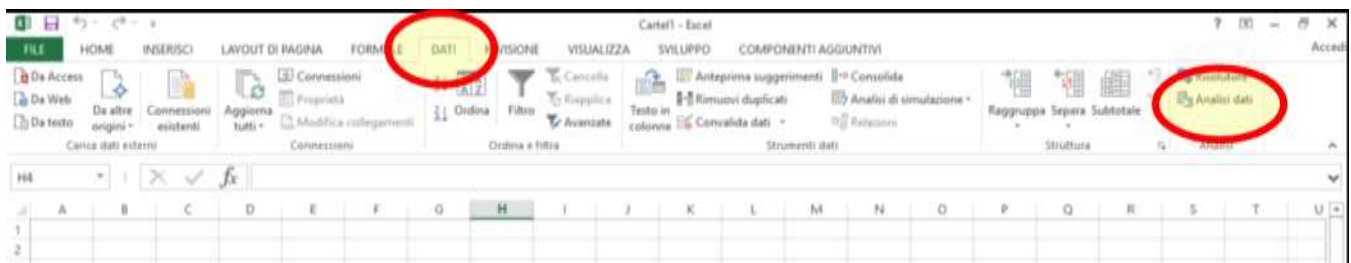 Cartel1 - Excel
FILE HOME INSERISCI LAYOUT DI PAGINA FORMULE DATI REVISIONE VISUALIZZA SVILUPPO COMPONENTI AGGIUNTIVI Accedi
Da Access
Da Web
Da testo
Da altre origini
Connessioni esistenti
Carica dati esterni
Aggiorna tutti
Connessioni
Proprietà
Modifica collegamenti
Connessioni
Ordina
Filtro
Cancella
Riapplica
Avanzate
Ordina e filtra
Testo in colonne
Anteprima suggerimenti
Rimuovi duplicati
Convalida dati
Consolida
Analisi di simulazione
Relazioni
Strumenti dati
Raggruppa
Separa
Subtotale
Struttura
Risolutore
Analisi dati
Analisi
H4 fx
A B C D E F G H I J K L M N O P Q R S T U
1
2